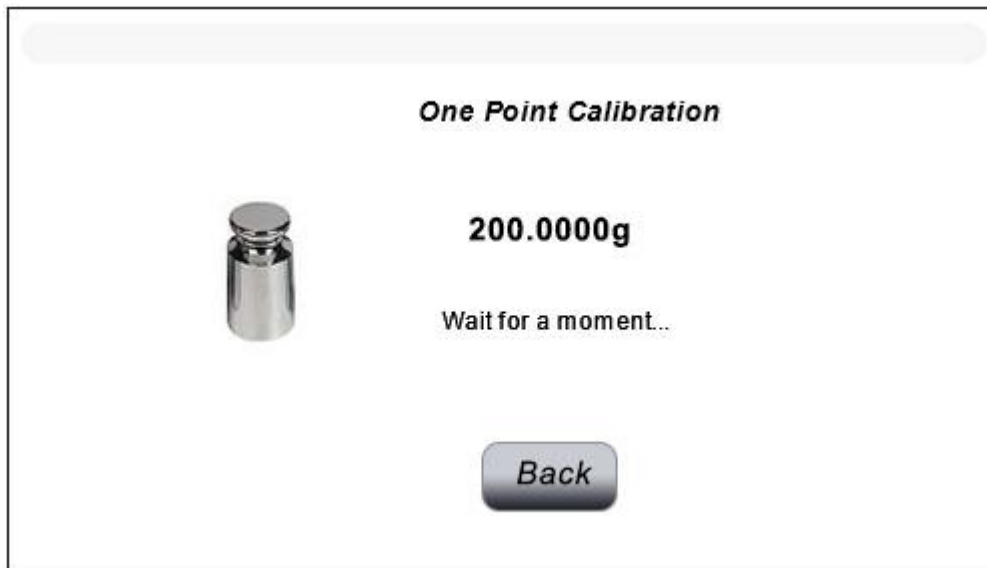 One Point Calibration
200.0000g
Wait for a moment...
Back